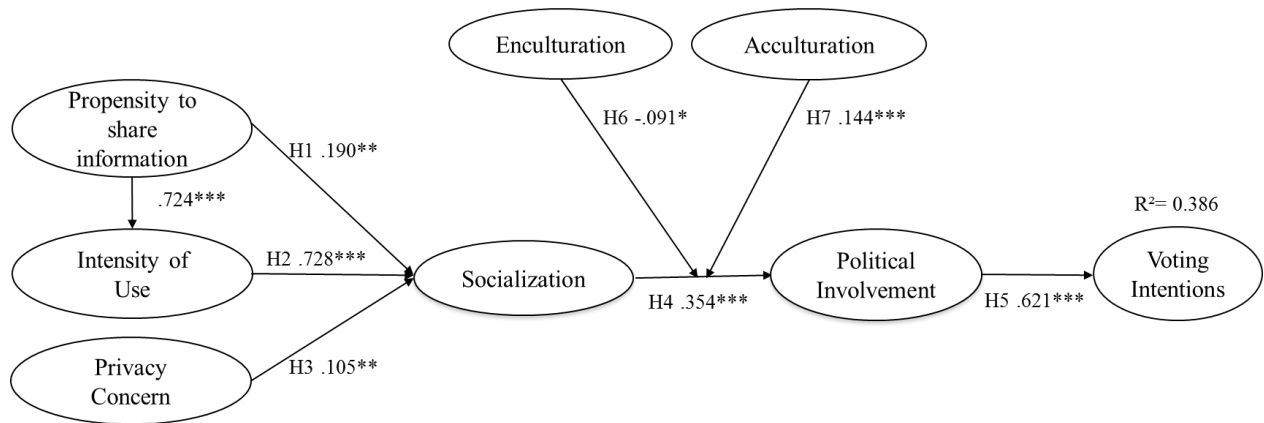 Enculturation
Acculturation
Propensity to
share
information
H6 -.091*
H7 .144***
H1 .190**
.724***
R²= 0.386
Intensity of
Use
H2 .728***
Socialization
H4 .354***
Political
Involvement
H5 .621***
Voting
Intentions
Privacy
Concern
H3 .105**